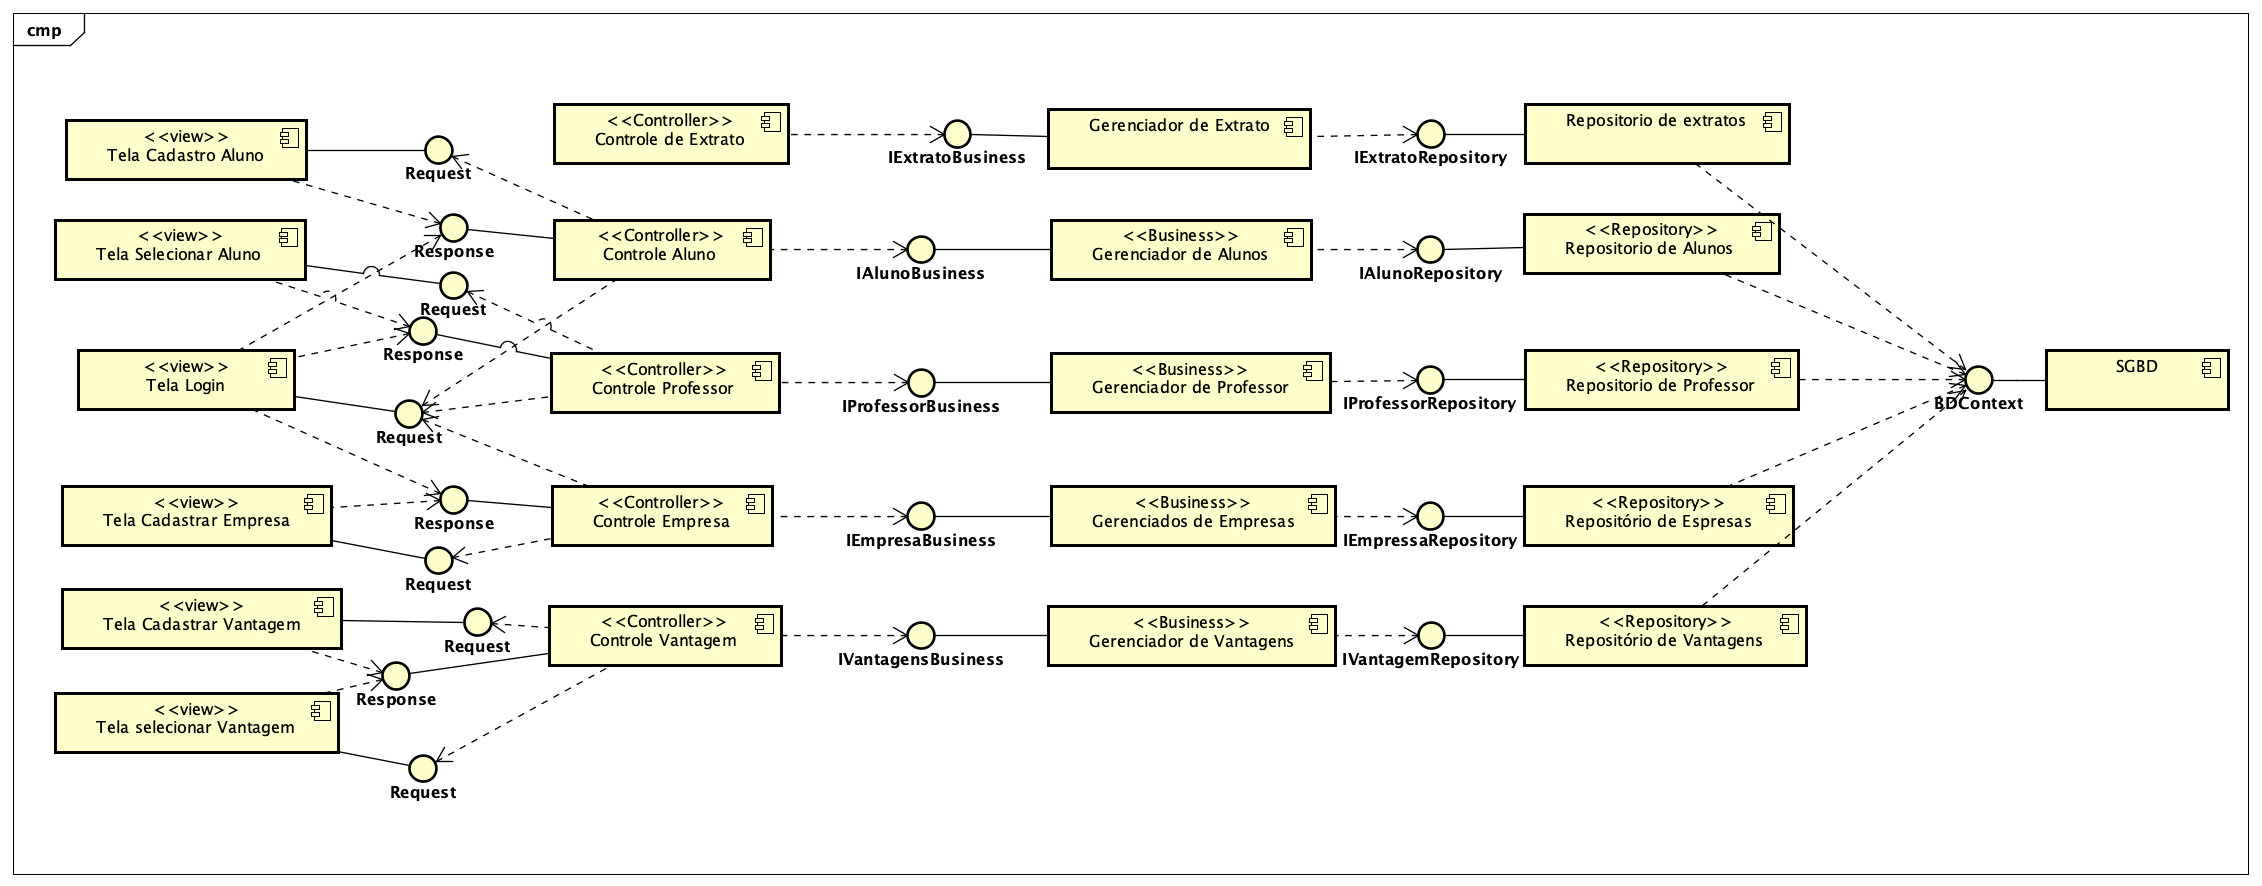 cmp
<<view>>
Tela Cadastro Aluno
Request
<<Controller>>
Controle de Extrato
IExtratoBusiness
Gerenciador de Extrato
IExtratoRepository
Repositorio de extratos
<<view>>
Tela Selecionar Aluno
Response
Request
<<Controller>>
Controle Aluno
IAlunoBusiness
<<Business>>
Gerenciador de Alunos
IAlunoRepository
<<Repository>>
Repositorio de Alunos
Response
<<view>>
Tela Login
Request
<<Controller>>
Controle Professor
IProfessorBusiness
<<Business>>
Gerenciador de Professor
IProfessorRepository
<<Repository>>
Repositorio de Professor
BDContext
SGBD
<<view>>
Tela Cadastrar Empresa
Response
Request
<<Controller>>
Controle Empresa
IEmpresaBusiness
<<Business>>
Gerenciados de Empresas
IEmpressaRepository
<<Repository>>
Repositório de Espresas
<<view>>
Tela Cadastrar Vantagem
Request
Response
<<Controller>>
Controle Vantagem
IVantagensBusiness
<<Business>>
Gerenciador de Vantagens
IVantagemRepository
<<Repository>>
Repositório de Vantagens
<<view>>
Tela selecionar Vantagem
Request